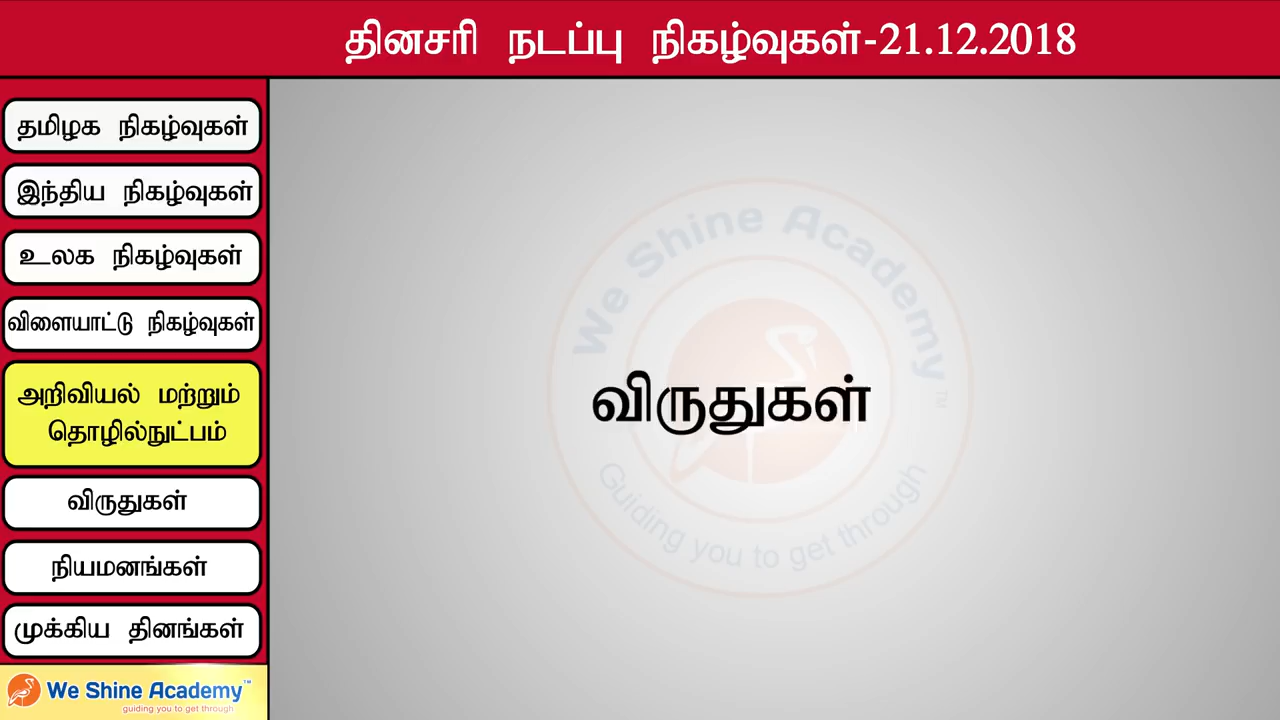 தினசரி நடப்பு நிகழ்வுகள்-21.12.2018
தமிழக நிகழ்வுகள்
இந்திய நிகழ்வுகள்
உலக நிகழ்வுகள்
விளையாட்டு நிகழ்வுகள்
அறிவியல் மற்றும்
தொழில்நுட்பம்
விருதுகள்
நியமனங்கள்
முக்கிய தினங்கள்
We Shine Academy™
guiding you to get through
We Shine Academy™
விருதுகள்
Guiding you to get through